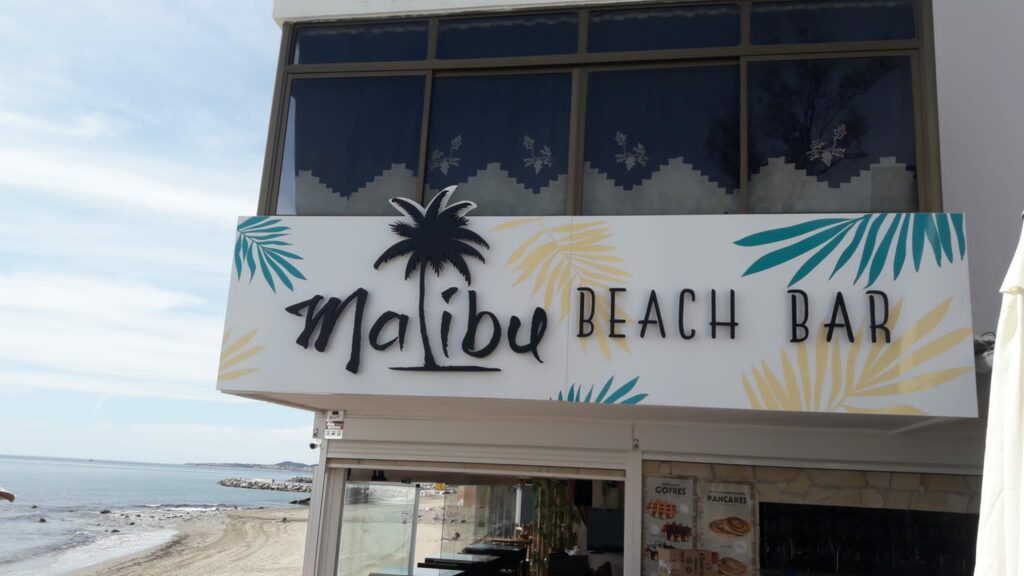 Malibu BEACH BAR
GOFRES
PANCAKES